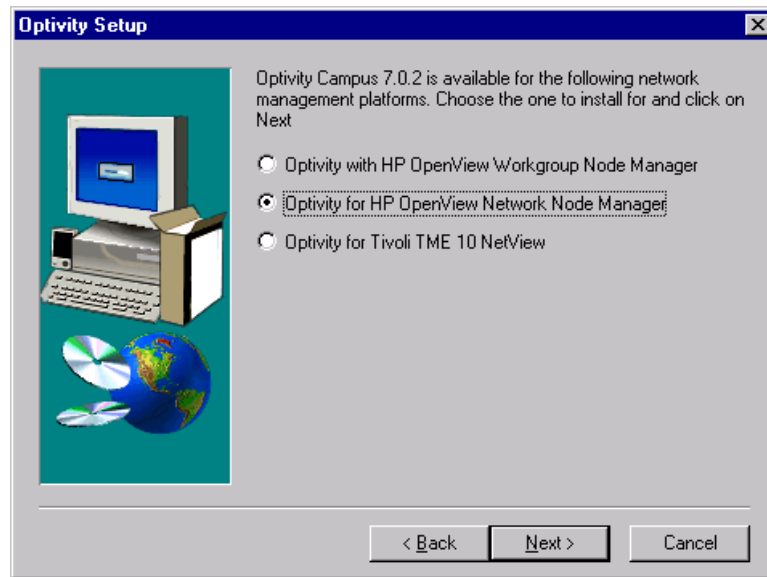 Optivity Setup
Optivity Campus 7.0.2 is available for the following network
management platforms. Choose the one to install for and click on
Next
Optivity with HP OpenView Workgroup Node Manager
Optivity for HP OpenView Network Node Manager
Optivity for Tivoli TME 10 NetView
< Back
Next >
Cancel